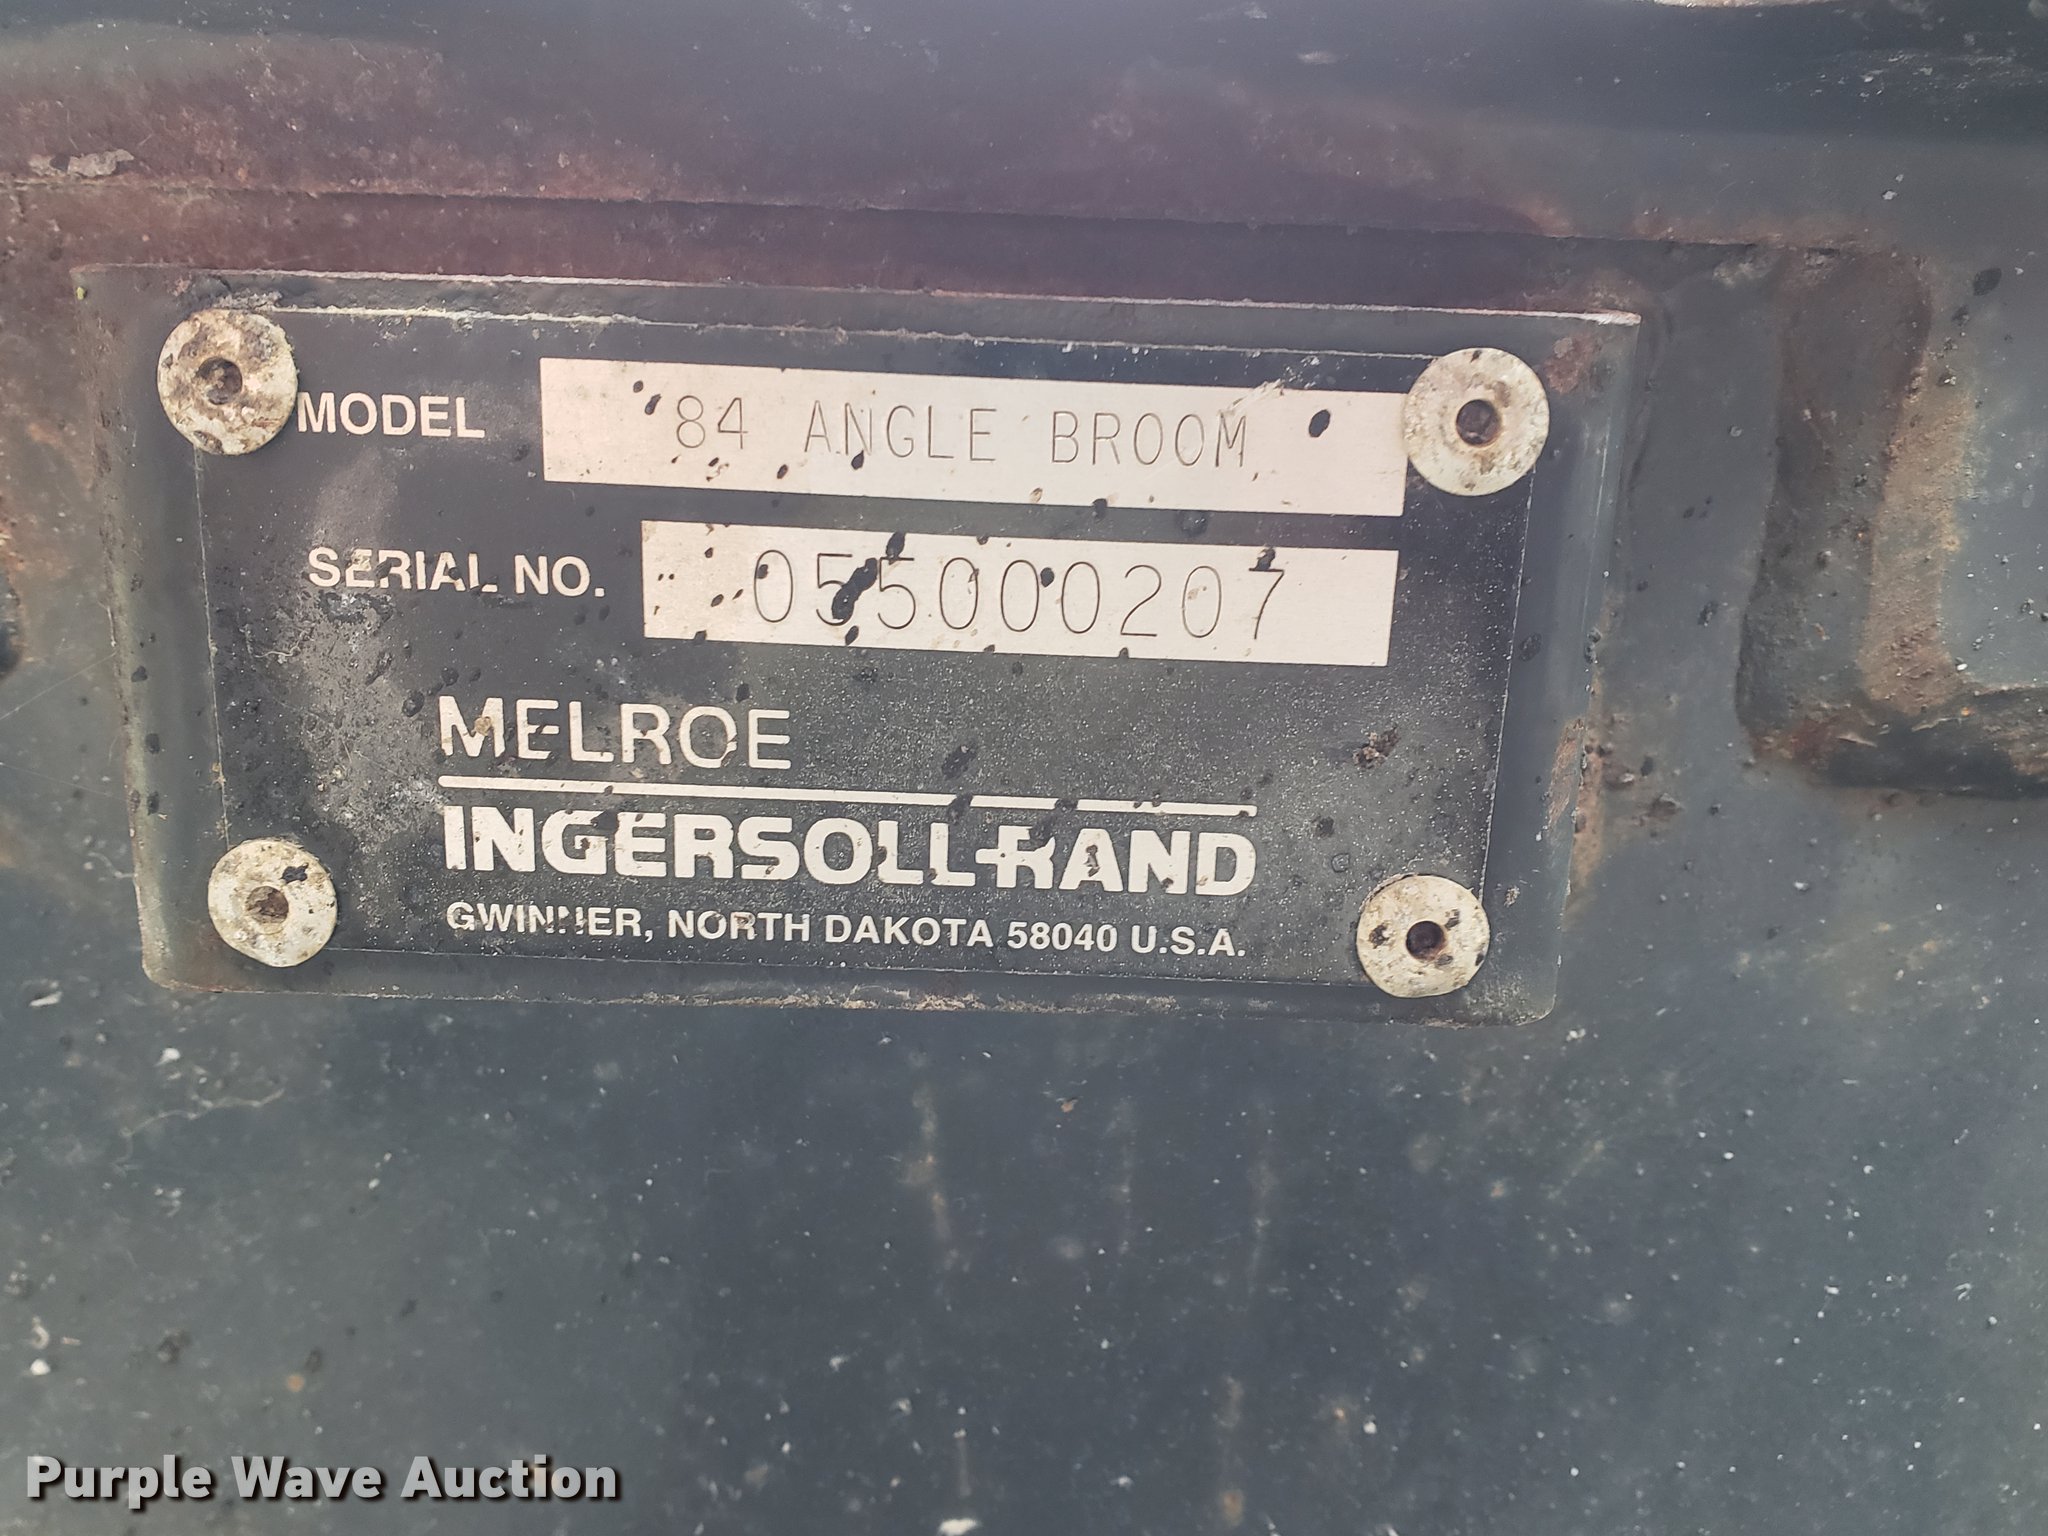 MODEL 84 ANGLE BROOM
SERIAL NO. 055000207
MELROE
INGERSOLL-RAND
GWINNER, NORTH DAKOTA 58040 U.S.A.
Purple Wave Auction